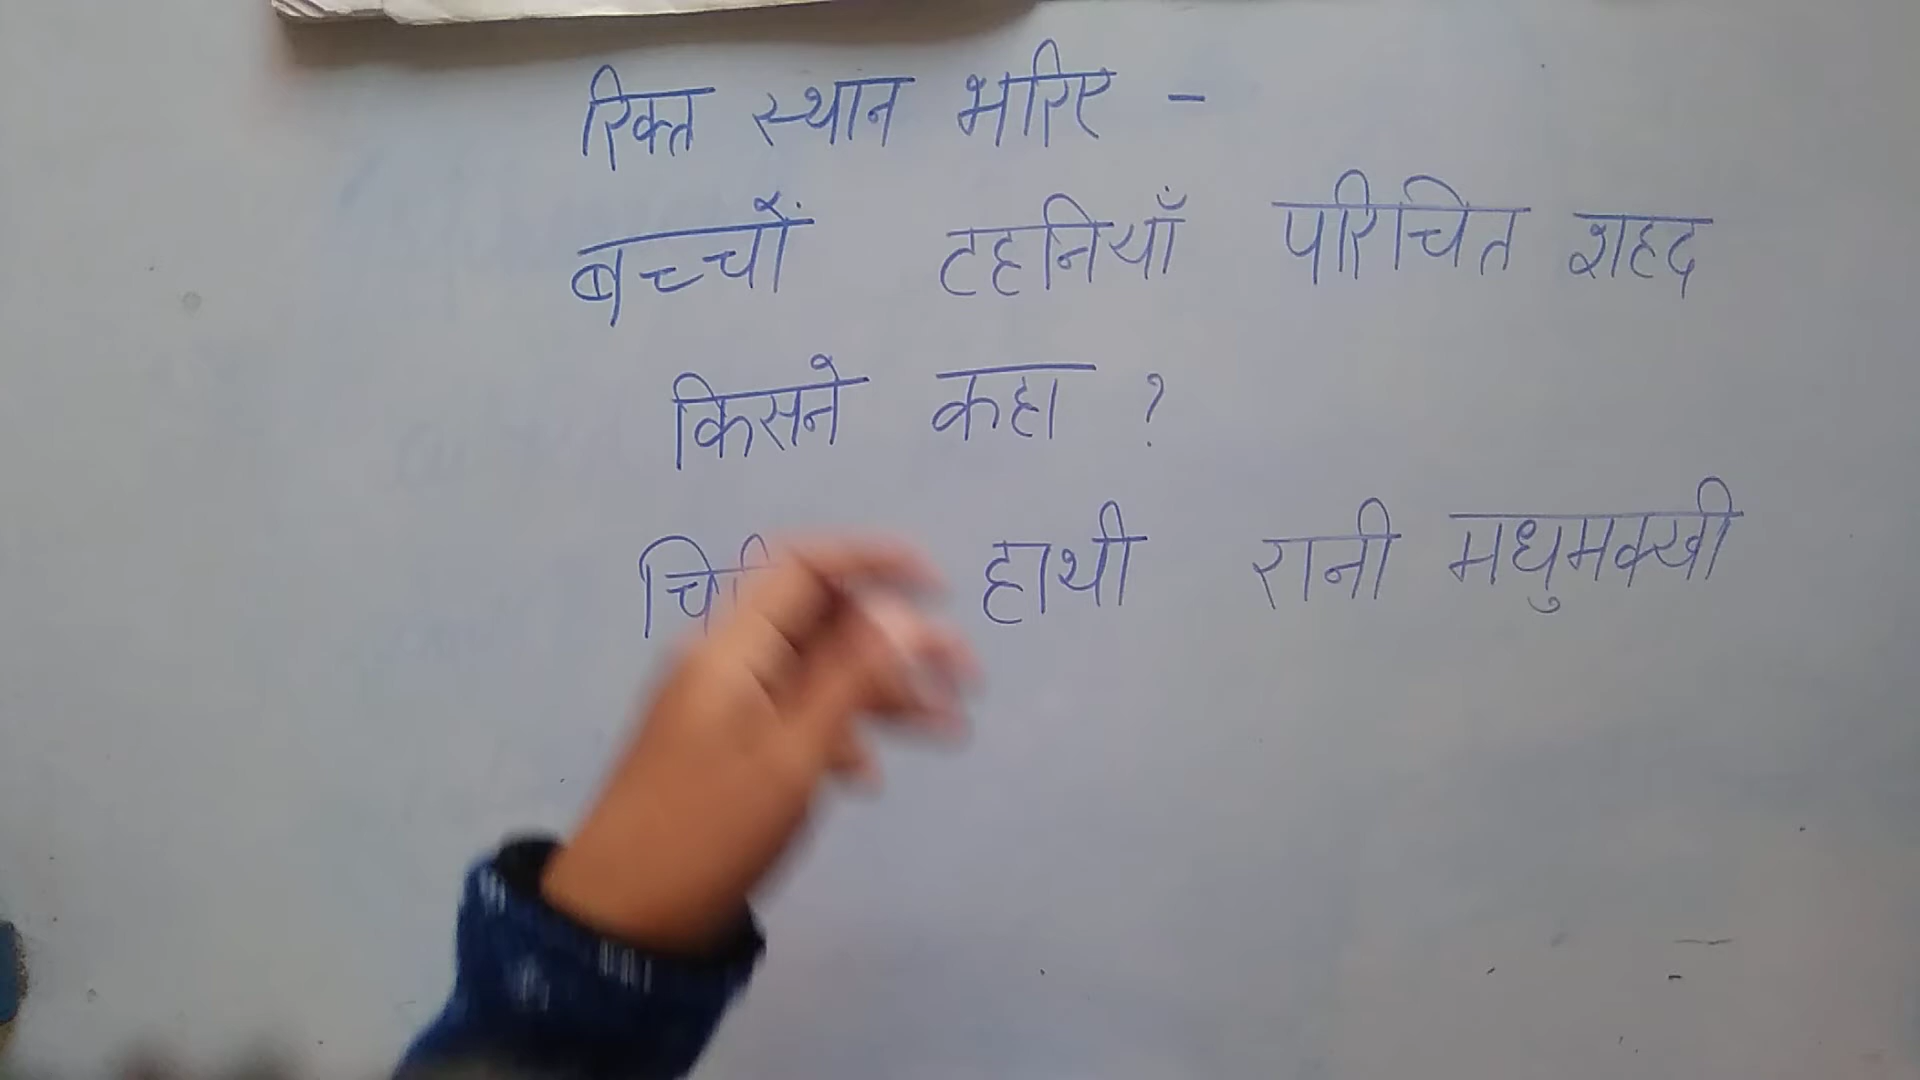 रिक्त स्थान भरिए -
बच्चों टहनियाँ परिचित शहद
किसने कहा ?
हाथी रानी मधुमक्खी